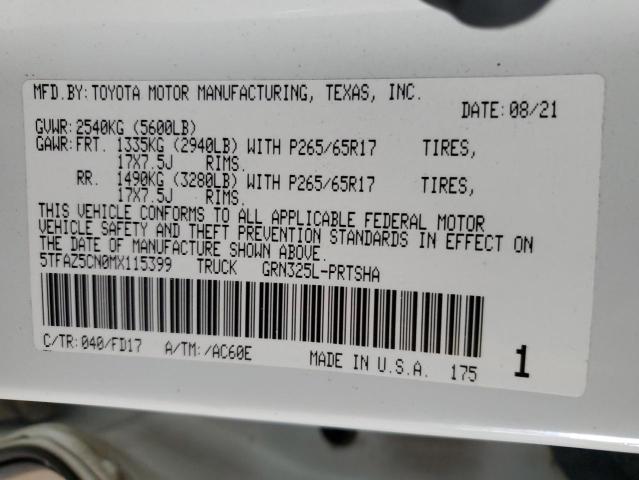 MFD.BY:TOYOTA MOTOR MANUFACTURING, TEXAS, INC.
DATE:08/21
GVWR:2540KG (5600LB)
GAWR:FRT. 1335KG (2940LB) WITH P265/65R17 TIRES,
17X7.5J RIMS.
RR. 1490KG (3280LB) WITH P265/65R17 TIRES,
17X7.5J RIMS.
THIS VEHICLE CONFORMS TO ALL APPLICABLE FEDERAL MOTOR
VEHICLE SAFETY AND THEFT PREVENTION STANDARDS IN EFFECT ON
THE DATE OF MANUFACTURE SHOWN ABOVE.
5TFAZ5CN0MX115399 TRUCK GRN325L-PRTSHA
C/TR:040/FD17 A/TM:/AC60E MADE IN U.S.A. 175 1